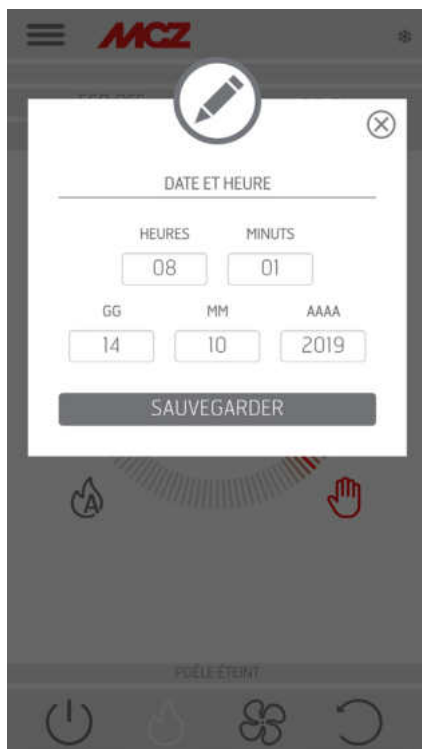 MCZ
DATE ET HEURE
HEURES MINUTS
08 01
GG MM AAAA
14 10 2019
SAUVEGARDER
A
POÊLE ÉTEINT